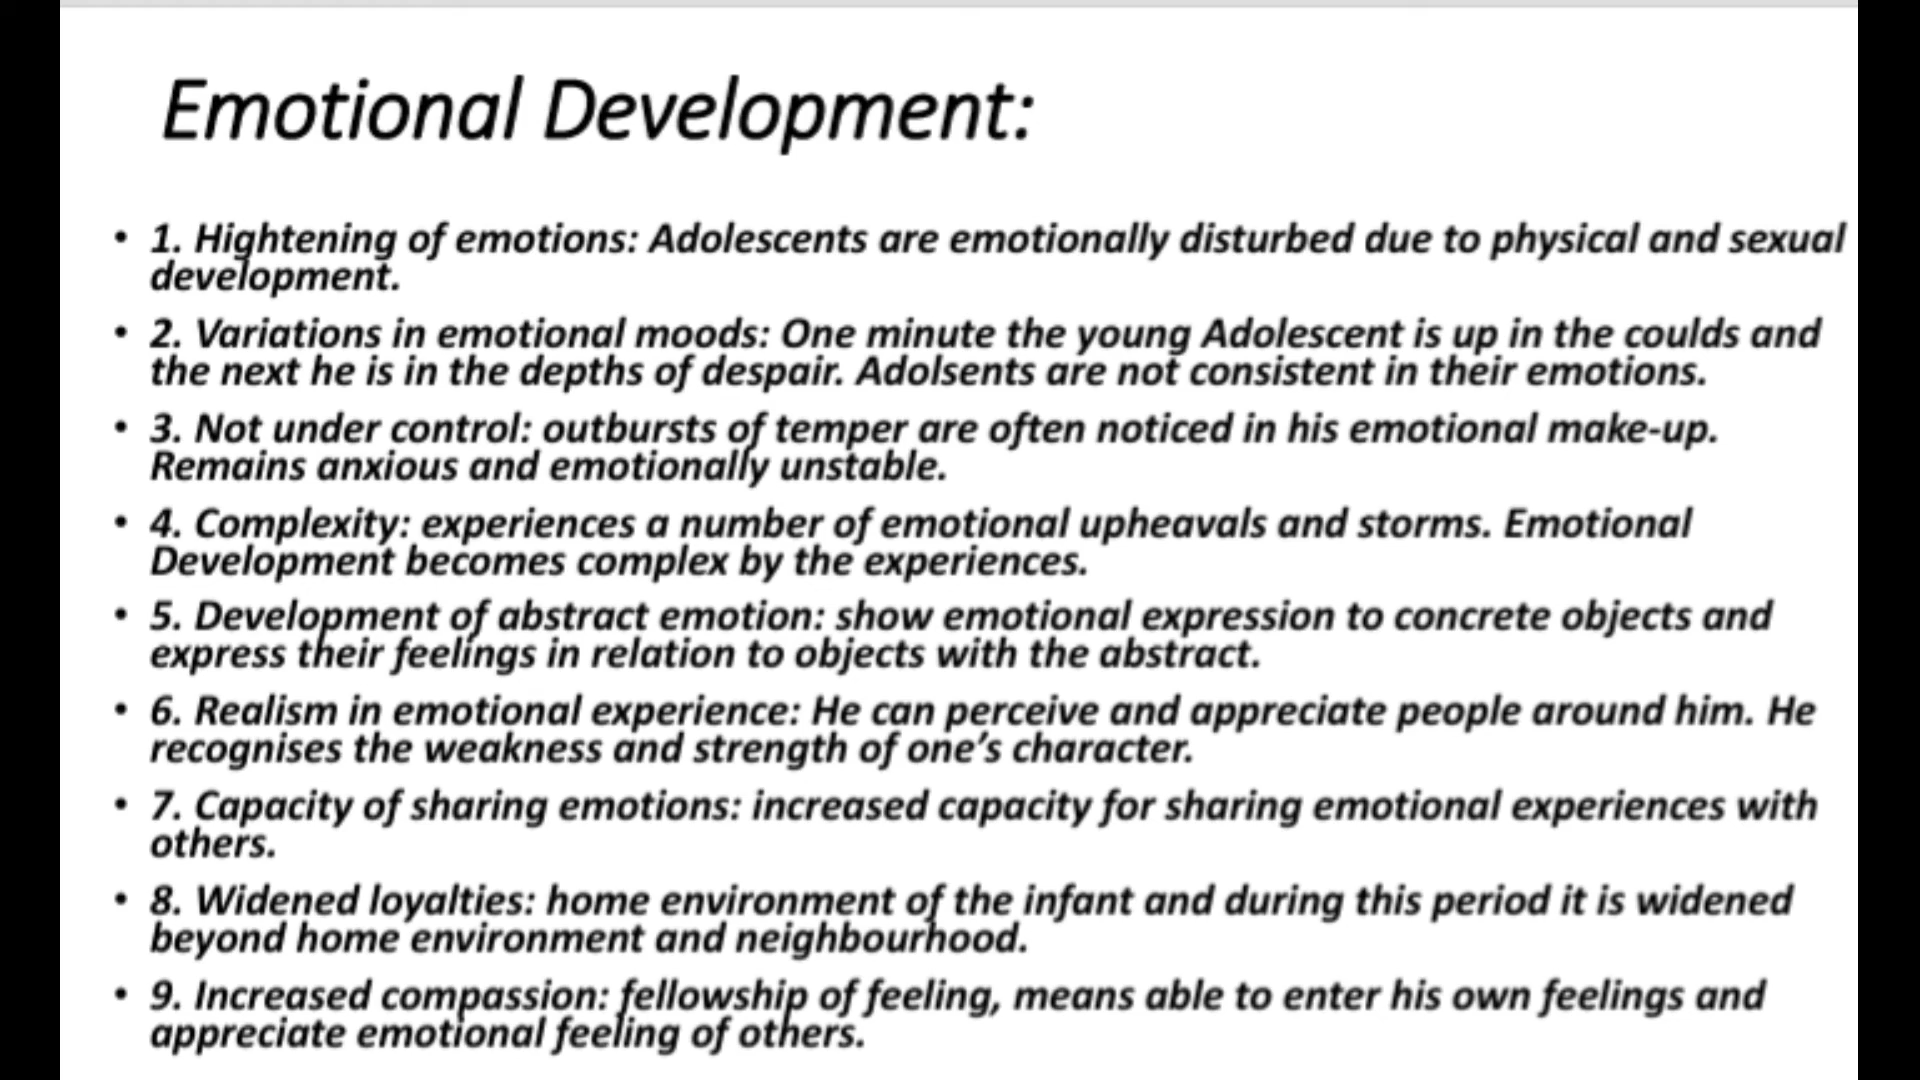 Emotional Development:
• 1. Hightening of emotions: Adolescents are emotionally disturbed due to physical and sexual
development.
• 2. Variations in emotional moods: One minute the young Adolescent is up in the coulds and
the next he is in the depths of despair. Adolsents are not consistent in their emotions.
• 3. Not under control: outbursts of temper are often noticed in his emotional make-up.
Remains anxious and emotionally unstable.
• 4. Complexity: experiences a number of emotional upheavals and storms. Emotional
Development becomes complex by the experiences.
• 5. Development of abstract emotion: show emotional expression to concrete objects and
express their feelings in relation to objects with the abstract.
• 6. Realism in emotional experience: He can perceive and appreciate people around him. He
recognises the weakness and strength of one’s character.
• 7. Capacity of sharing emotions: increased capacity for sharing emotional experiences with
others.
• 8. Widened loyalties: home environment of the infant and during this period it is widened
beyond home environment and neighbourhood.
• 9. Increased compassion: fellowship of feeling, means able to enter his own feelings and
appreciate emotional feeling of others.